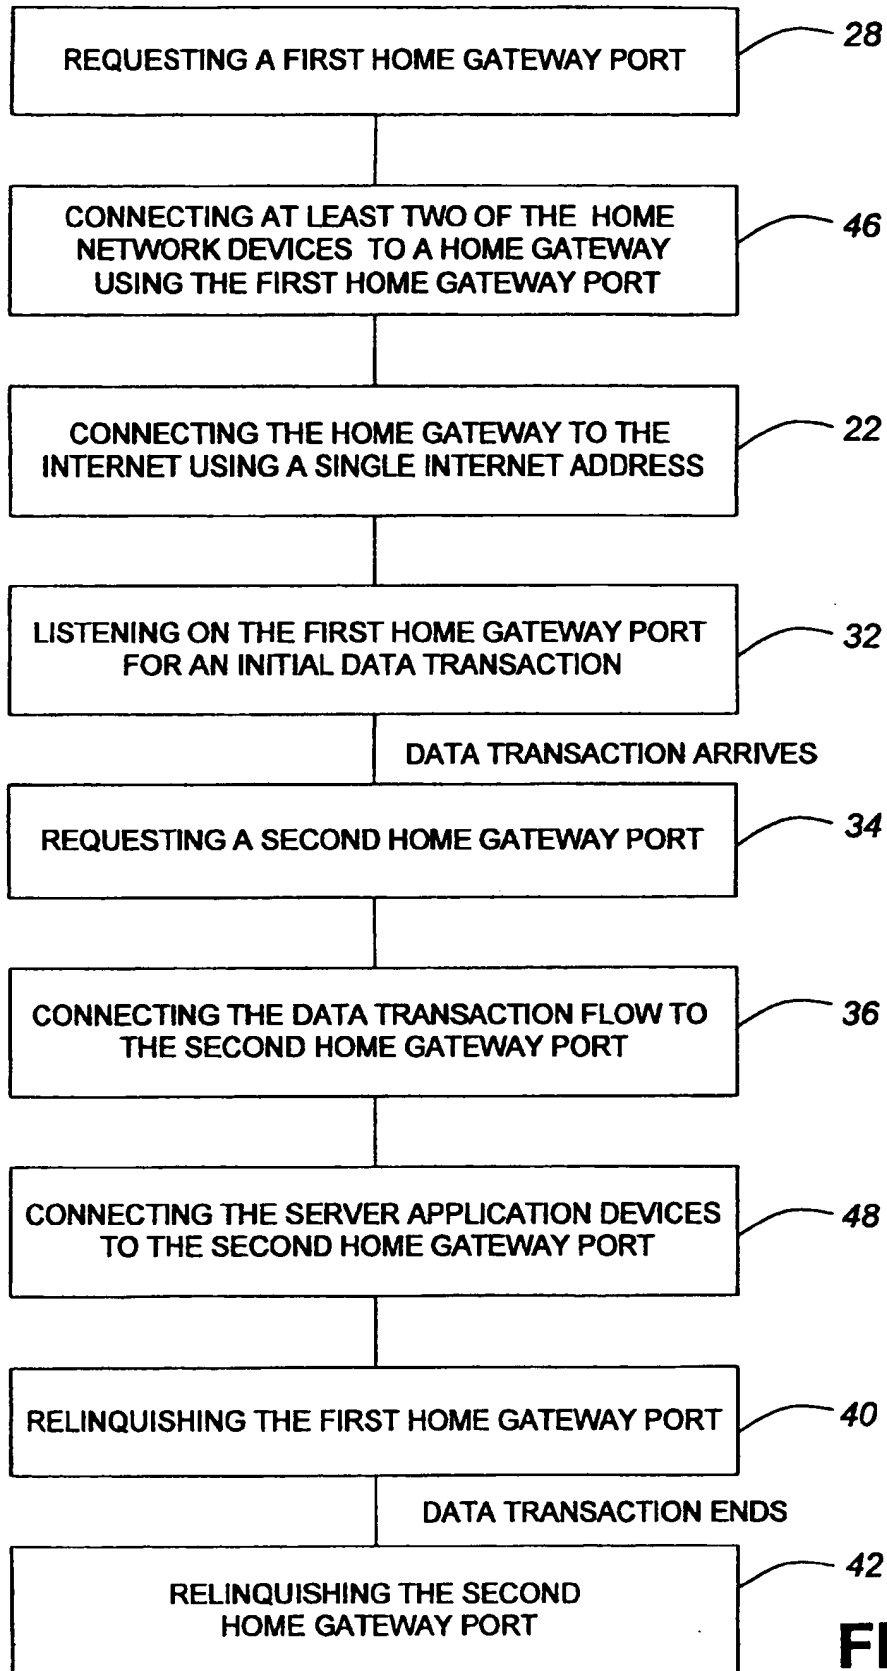 REQUESTING A FIRST HOME GATEWAY PORT
28
CONNECTING AT LEAST TWO OF THE HOME
NETWORK DEVICES TO A HOME GATEWAY
USING THE FIRST HOME GATEWAY PORT
46
CONNECTING THE HOME GATEWAY TO THE
INTERNET USING A SINGLE INTERNET ADDRESS
22
LISTENING ON THE FIRST HOME GATEWAY PORT
FOR AN INITIAL DATA TRANSACTION
32
DATA TRANSACTION ARRIVES
REQUESTING A SECOND HOME GATEWAY PORT
34
CONNECTING THE DATA TRANSACTION FLOW TO
THE SECOND HOME GATEWAY PORT
36
CONNECTING THE SERVER APPLICATION DEVICES
TO THE SECOND HOME GATEWAY PORT
48
RELINQUISHING THE FIRST HOME GATEWAY PORT
40
DATA TRANSACTION ENDS
RELINQUISHING THE SECOND
HOME GATEWAY PORT
42